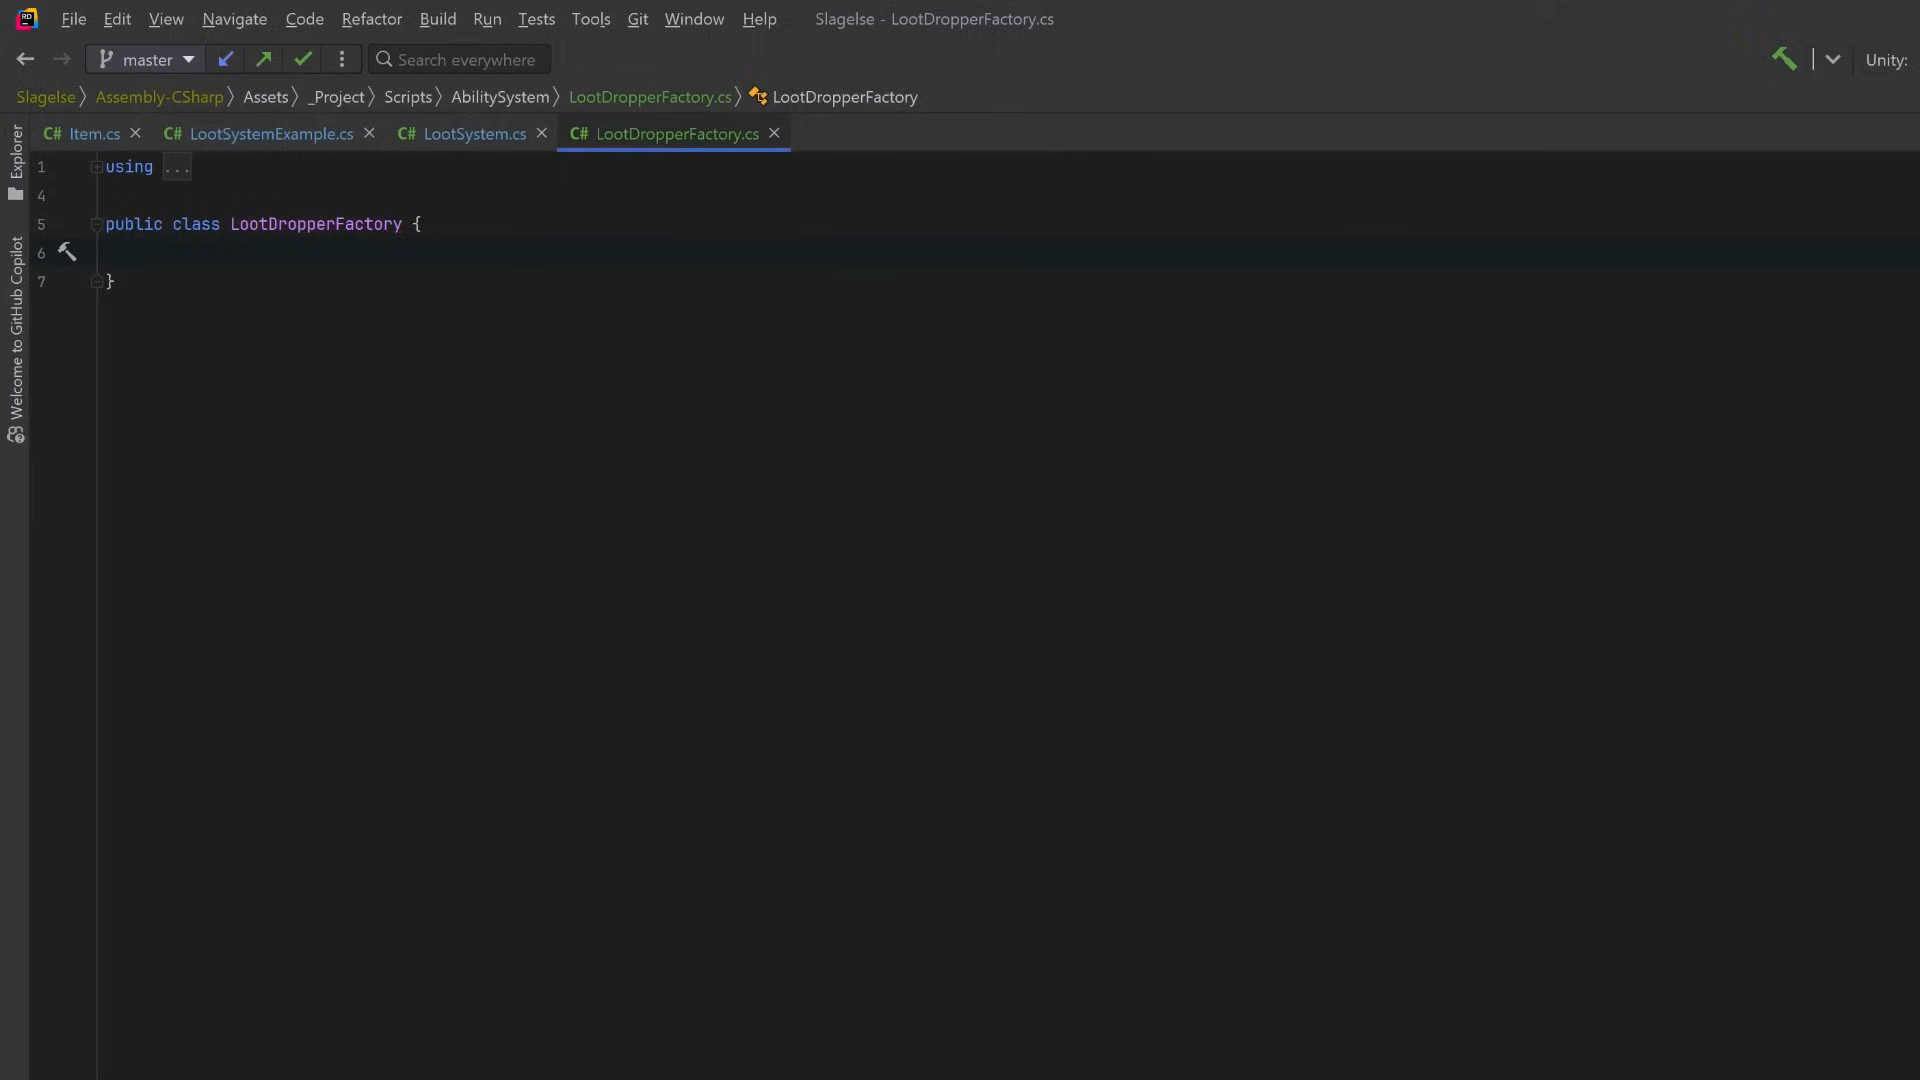 File Edit View Navigate Code Refactor Build Run Tests Tools Git Window Help Slagelse - LootDropperFactory.cs
master Search everywhere Unity:
Slagelse Assembly-CSharp Assets _Project Scripts AbilitySystem LootDropperFactory.cs LootDropperFactory
C# Item.cs C# LootSystemExample.cs C# LootSystem.cs C# LootDropperFactory.cs
Explorer
Welcome to GitHub Copilot
1 using ...
4
5 public class LootDropperFactory {
6
7 }